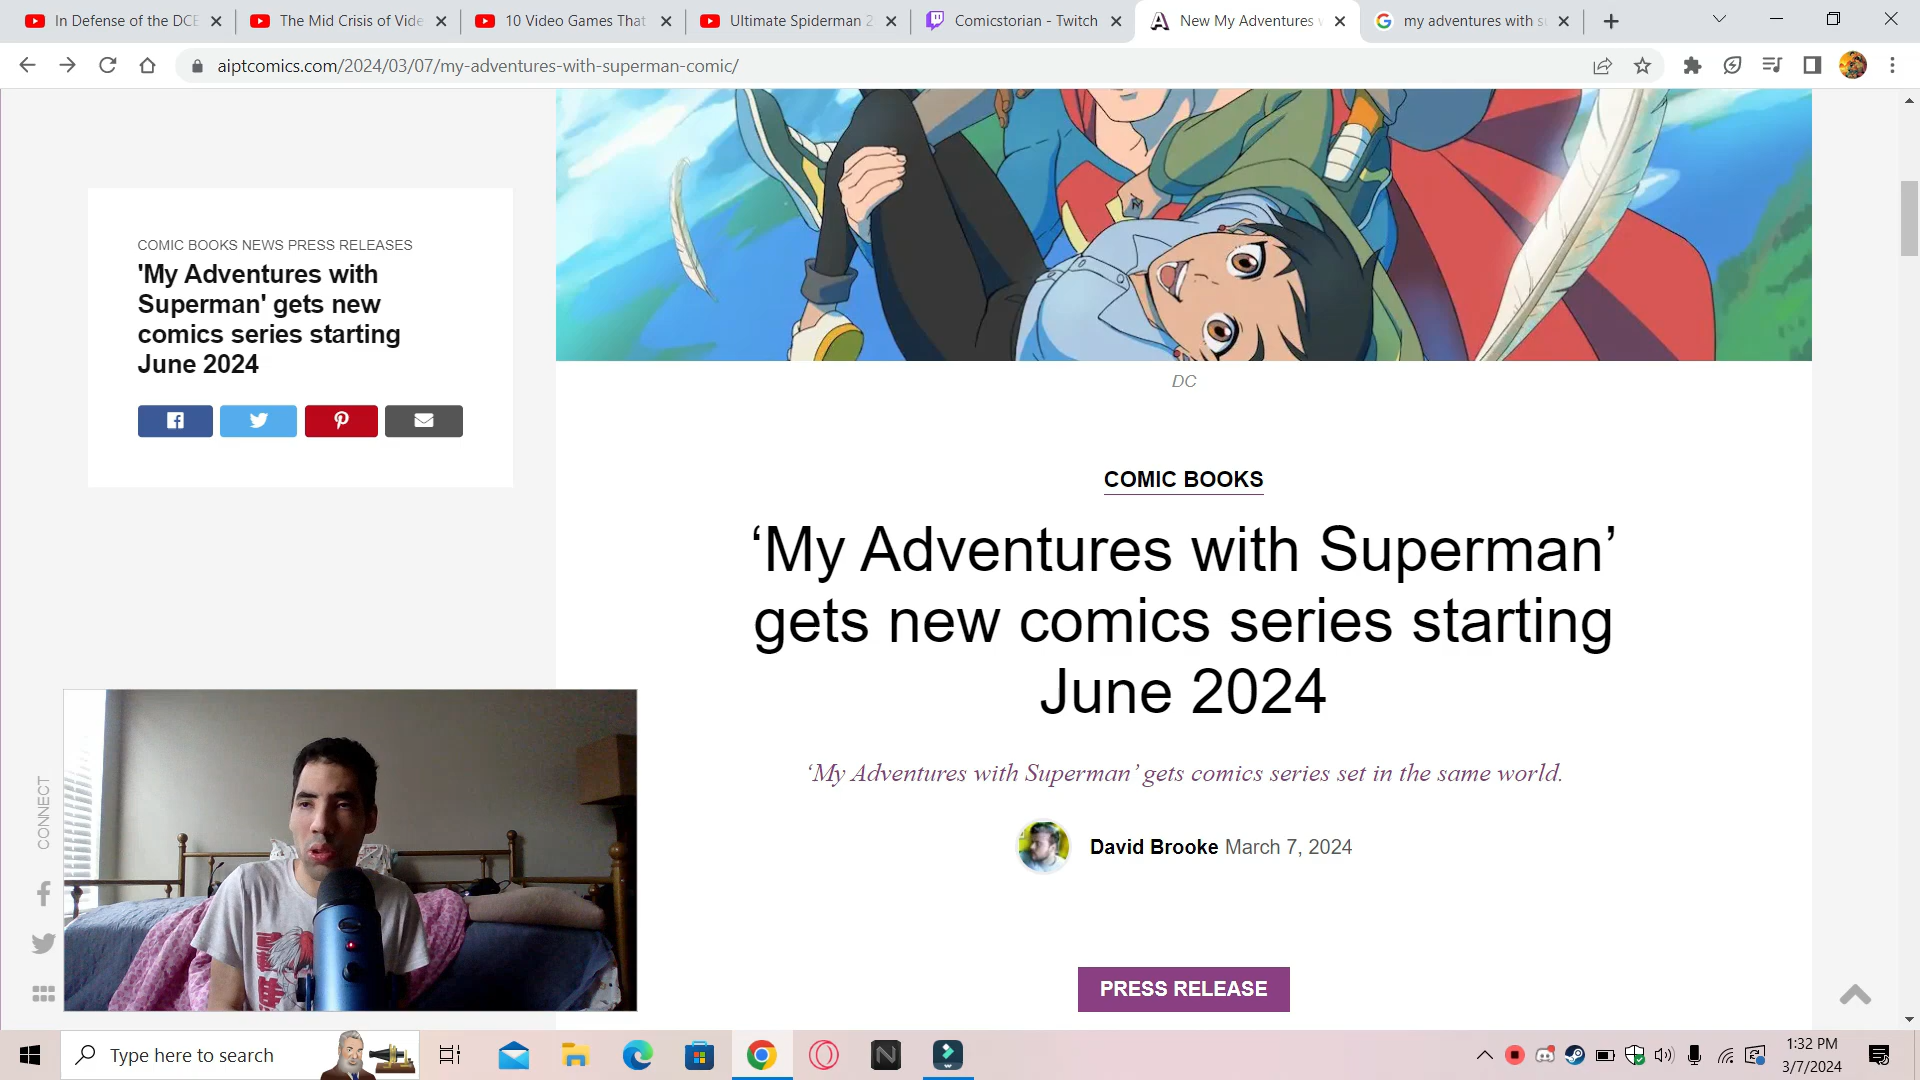 In Defense of the DCE
The Mid Crisis of Vide
10 Video Games That
Ultimate Spiderman 2
Comicstorian - Twitch
New My Adventures
my adventures with s
aiptcomics.com/2024/03/07/my-adventures-with-superman-comic/
COMIC BOOKS NEWS PRESS RELEASES
'My Adventures with
Superman' gets new
comics series starting
June 2024
DC
COMIC BOOKS
‘My Adventures with Superman’
gets new comics series starting
June 2024
‘My Adventures with Superman’ gets comics series set in the same world.
David Brooke March 7, 2024
PRESS RELEASE
CONNECT
Type here to search
1:32 PM
3/7/2024